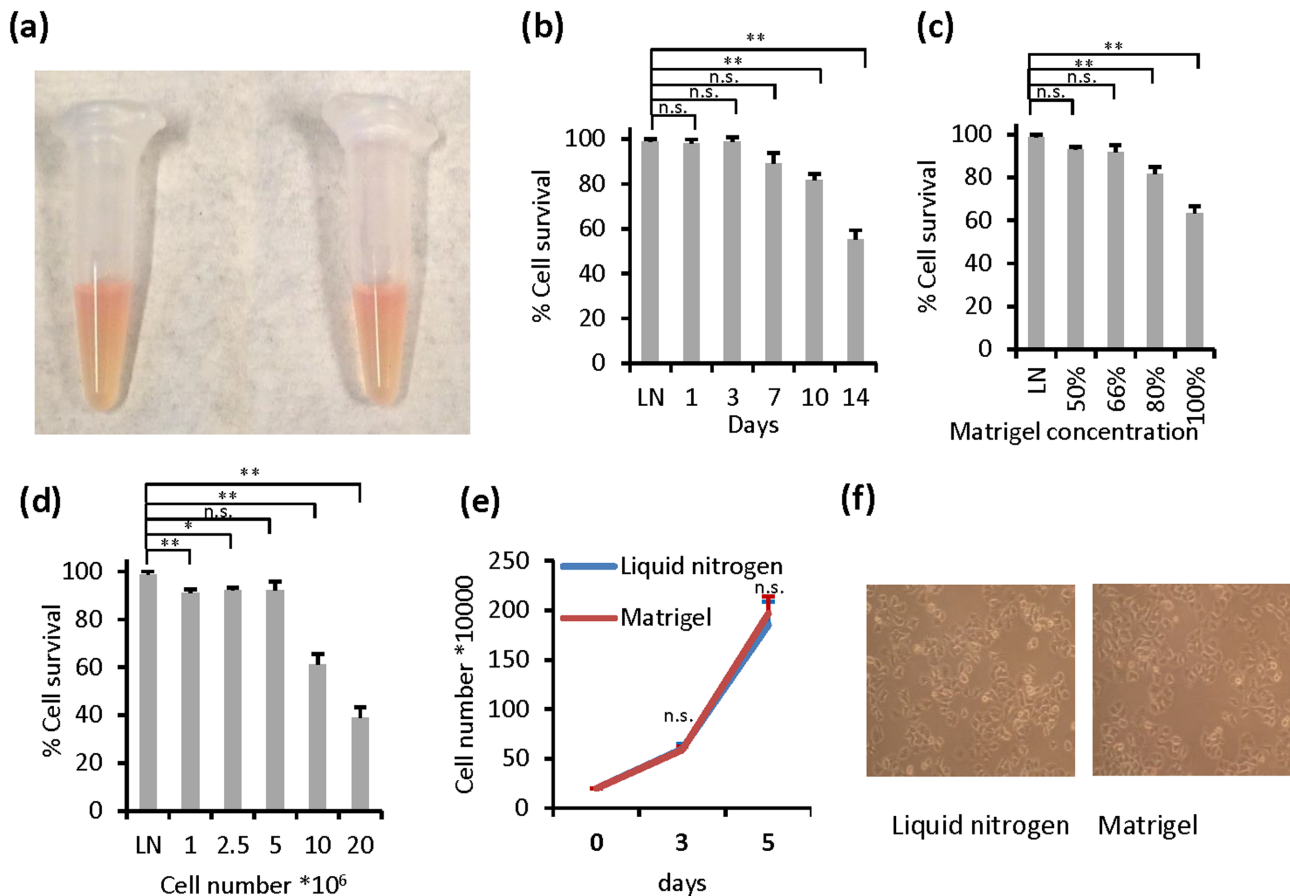 (a)
(b)
**
**
n.s.
n.s.
n.s.
% Cell survival
100
80
60
40
20
0
LN 1 3 7 10 14
Days
(c)
**
**
n.s.
n.s.
% Cell survival
100
80
60
40
20
0
LN 50% 66% 80% 100%
Matrigel concentration
(d)
**
**
n.s.
*
**
% Cell survival
100
80
60
40
20
0
LN 1 2.5 5 10 20
Cell number *10⁶
(e)
Cell number *10000
250
200
150
100
50
0
Liquid nitrogen
Matrigel
n.s.
n.s.
0 3 5
days
(f)
Liquid nitrogen Matrigel